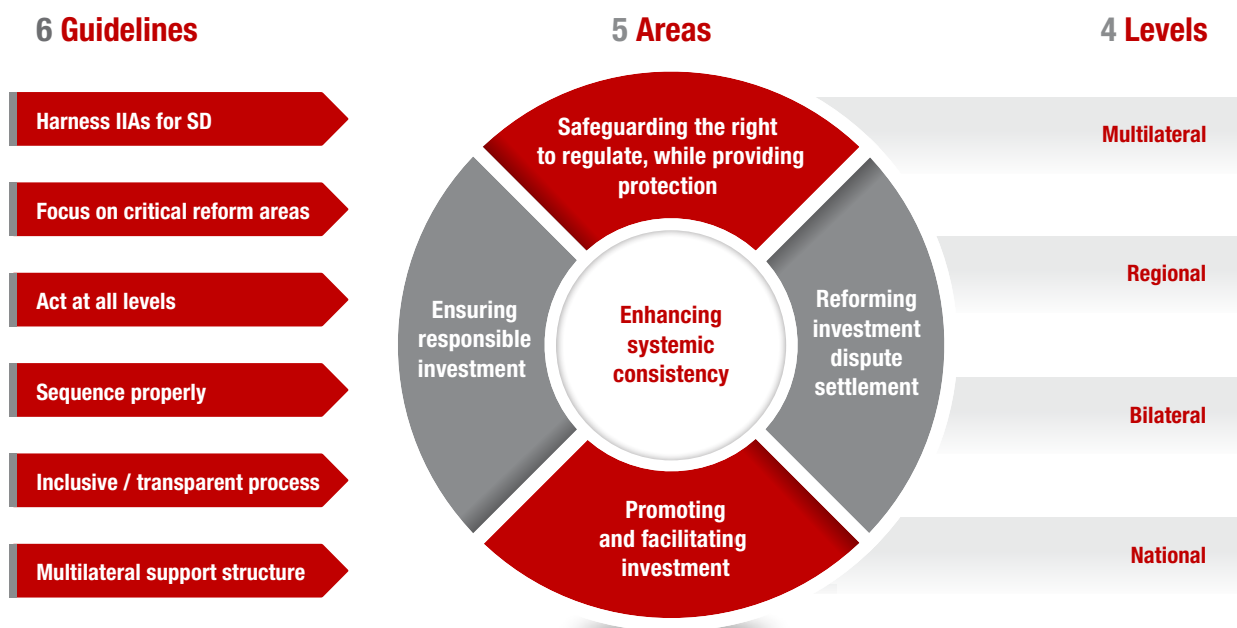 6 Guidelines
Harness IIAs for SD
Focus on critical reform areas
Act at all levels
Sequence properly
Inclusive / transparent process
Multilateral support structure
5 Areas
Safeguarding the right
to regulate, while providing
protection
Ensuring
responsible
investment
Enhancing
systemic
consistency
Reforming
investment
dispute
settlement
Promoting
and facilitating
investment
4 Levels
Multilateral
Regional
Bilateral
National